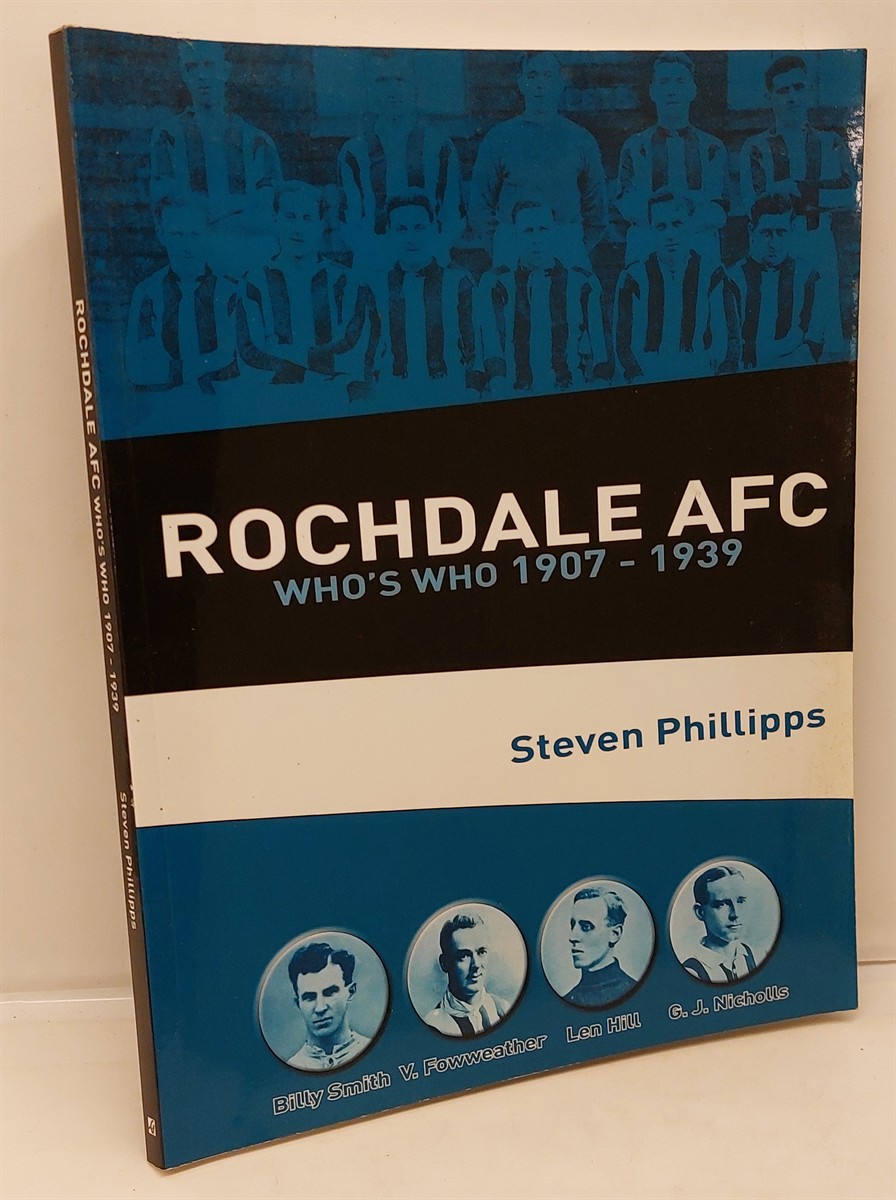 ROCHDALE AFC
WHO'S WHO 1907 - 1939
Steven Phillipps
Billy Smith
V. Fowweather
Len Hill
G. J. Nicholls
ROCHDALE AFC WHO'S WHO 1907 - 1939
Steven Phillipps